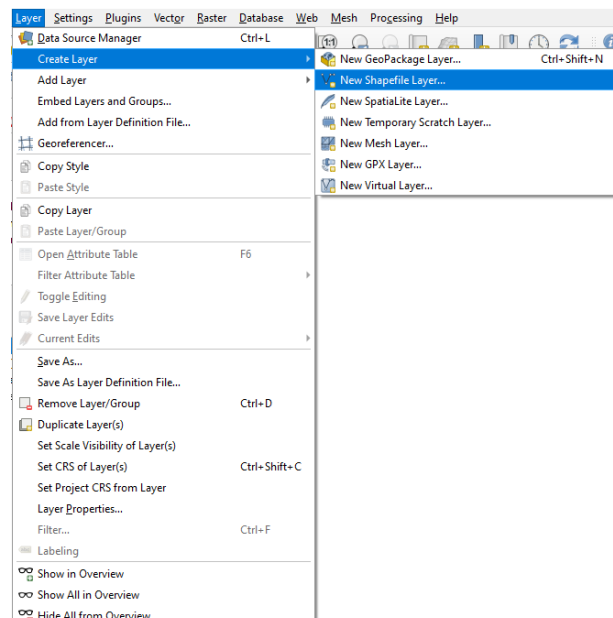 Layer Settings Plugins Vector Raster Database Web Mesh Processing Help
Data Source Manager Ctrl+L
Create Layer
Add Layer
Embed Layers and Groups...
Add from Layer Definition File...
Georeferencer...
Copy Style
Paste Style
Copy Layer
Paste Layer/Group
Open Attribute Table F6
Filter Attribute Table
Toggle Editing
Save Layer Edits
Current Edits
Save As...
Save As Layer Definition File...
Remove Layer/Group Ctrl+D
Duplicate Layer(s)
Set Scale Visibility of Layer(s)
Set CRS of Layer(s) Ctrl+Shift+C
Set Project CRS from Layer
Layer Properties...
Filter... Ctrl+F
Labeling
Show in Overview
Show All in Overview
Hide All from Overview
New GeoPackage Layer... Ctrl+Shift+N
New Shapefile Layer...
New SpatiaLite Layer...
New Temporary Scratch Layer...
New Mesh Layer...
New GPX Layer...
New Virtual Layer...